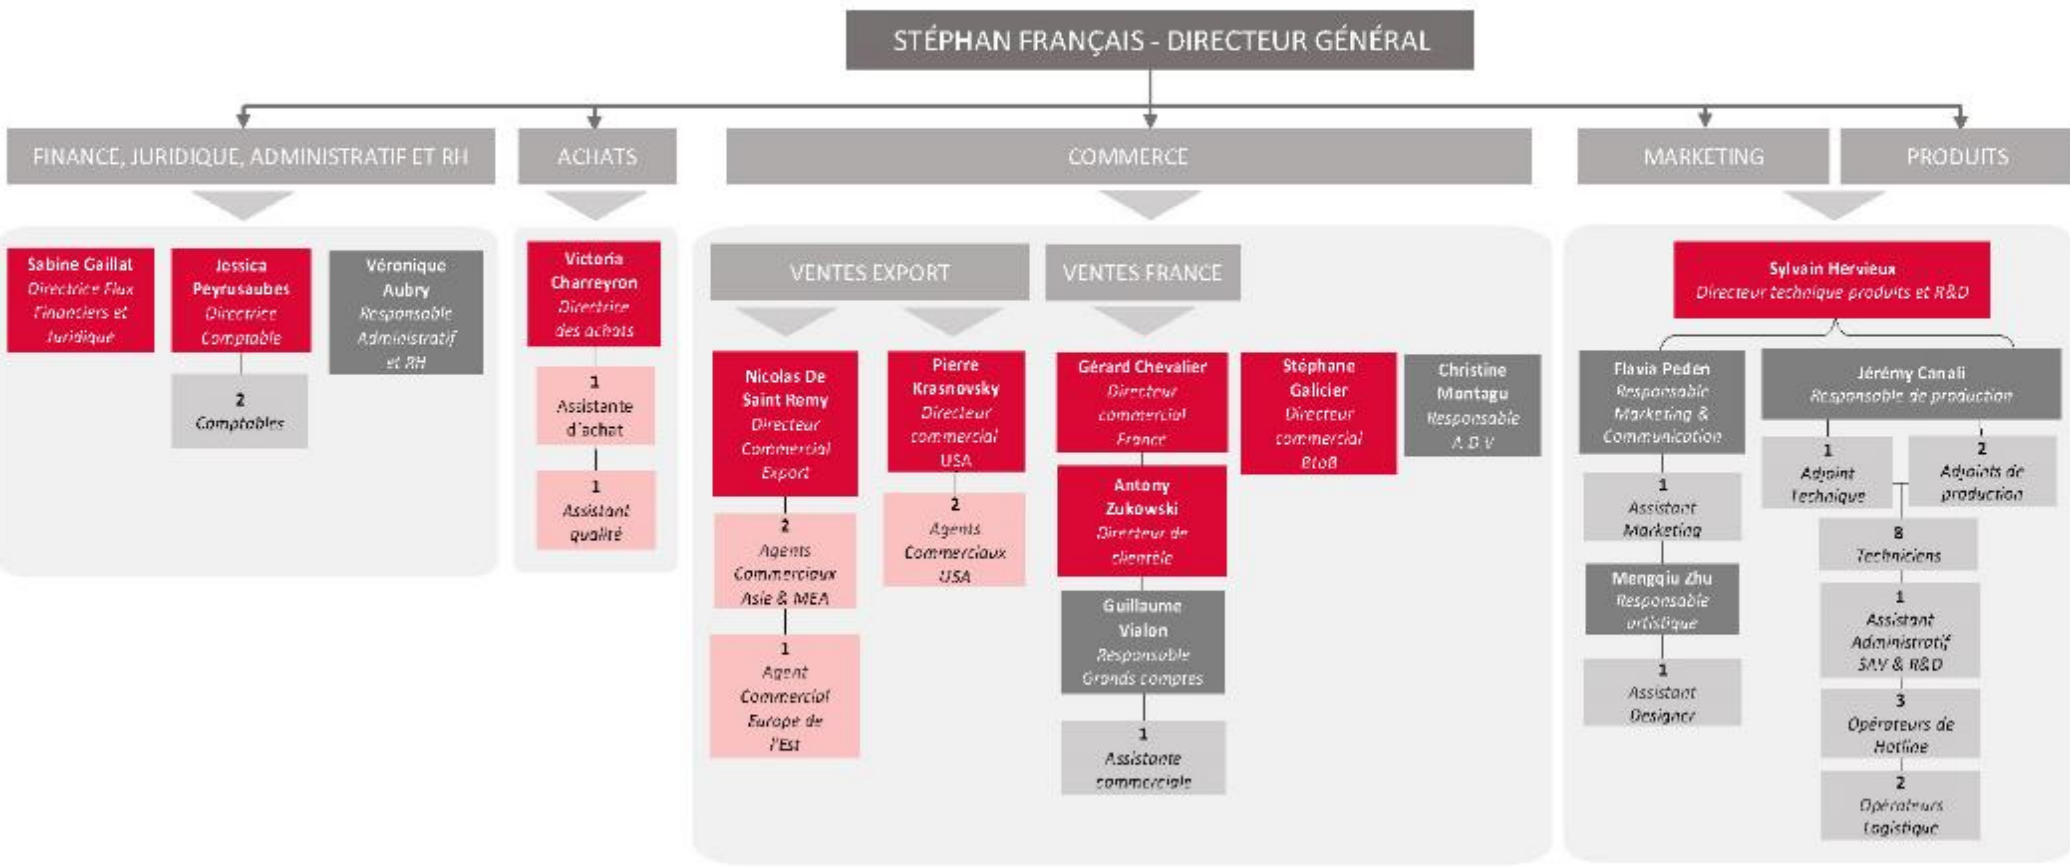 STÉPHAN FRANÇAIS - DIRECTEUR GÉNÉRAL
FINANCE, JURIDIQUE, ADMINISTRATIF ET RH
ACHATS
COMMERCE
MARKETING
PRODUITS
Sabine Gaillat
Directrice Flux
Financiers et
Juridique
Jessica
Peyrusaubes
Directrice
Comptable
2
Comptables
Véronique
Aubry
Responsable
Administratif
et RH
Victoria
Charreyron
Directrice
des achats
1
Assistante
d'achat
1
Assistant
qualité
VENTES EXPORT
VENTES FRANCE
Nicolas De
Saint Remy
Directeur
Commercial
Export
2
Agents
Commerciaux
Asie & MEA
1
Agent
Commercial
Europe de
l'Est
Pierre
Krasnovsky
Directeur
commercial
USA
2
Agents
Commerciaux
USA
Gérard Chevalier
Directeur
commercial
France
Antony
Zukowski
Directeur de
clientèle
Guillaume
Vialon
Responsable
Grands comptes
1
Assistante
commerciale
Stéphane
Galicier
Directeur
commercial
BtoB
Christine
Montagu
Responsable
A.D.V
Sylvain Hervieux
Directeur technique produits et R&D
Flavia Peden
Responsable
Marketing &
Communication
1
Assistant
Marketing
Mengqiu Zhu
Responsable
artistique
1
Assistant
Designer
Jérémy Canali
Responsable de production
1
Adjoint
Technique
2
Adjoints de
production
8
Techniciens
1
Assistant
Administratif
SAV & R&D
3
Opérateurs de
Hotline
2
Opérateurs
Logistique